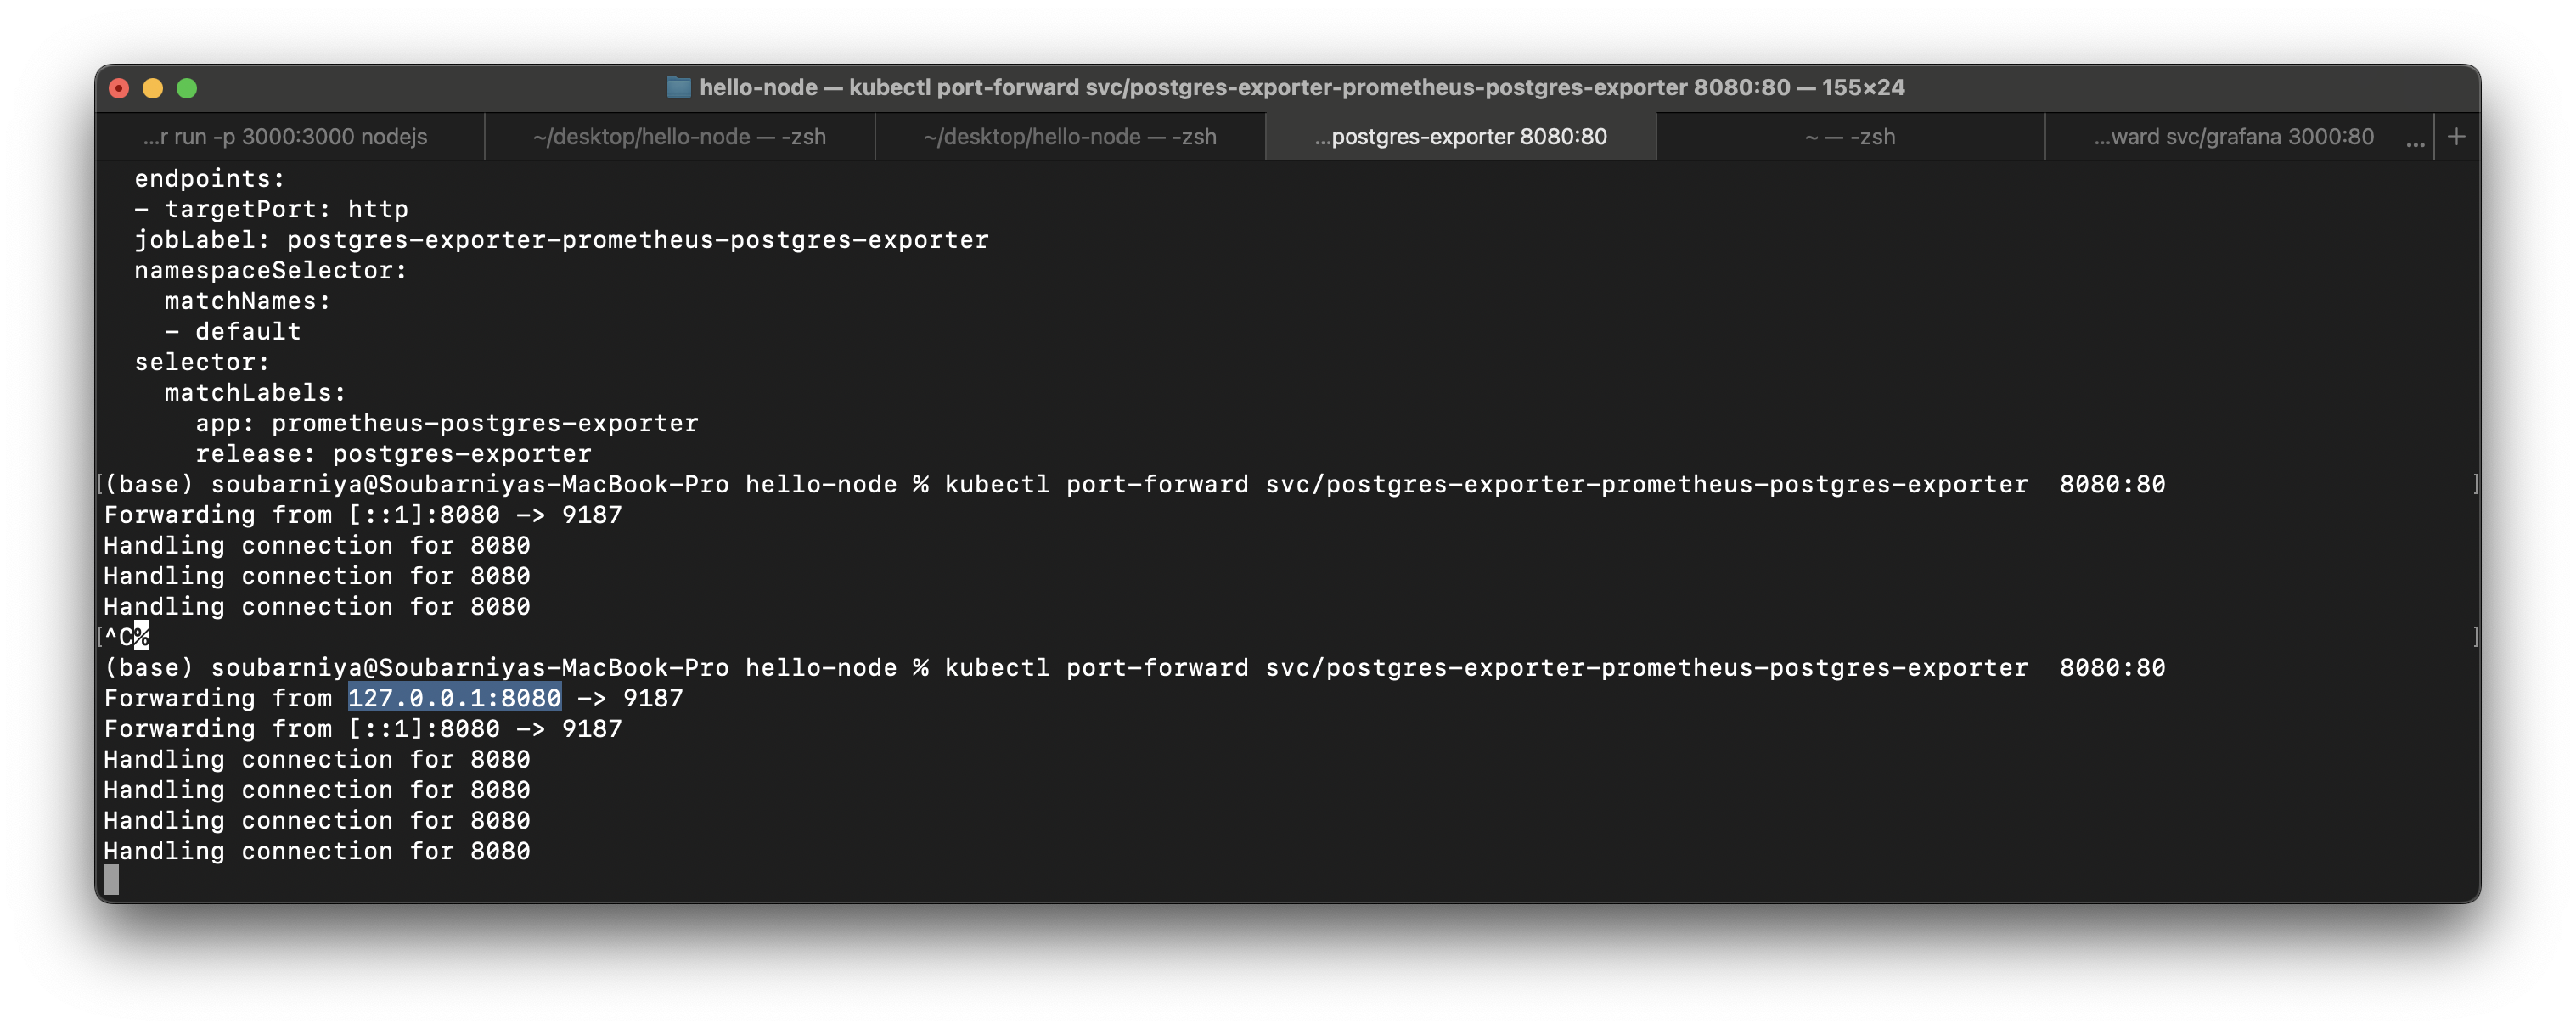 hello-node — kubectl port-forward svc/postgres-exporter-prometheus-postgres-exporter 8080:80 — 155×24
...r run -p 3000:3000 nodejs ~/desktop/hello-node — -zsh ~/desktop/hello-node — -zsh ...postgres-exporter 8080:80 ~ — -zsh ...ward svc/grafana 3000:80 ... +
  endpoints:
  - targetPort: http
  jobLabel: postgres-exporter-prometheus-postgres-exporter
  namespaceSelector:
    matchNames:
    - default
  selector:
    matchLabels:
      app: prometheus-postgres-exporter
      release: postgres-exporter
[(base) soubarniya@Soubarniyas-MacBook-Pro hello-node % kubectl port-forward svc/postgres-exporter-prometheus-postgres-exporter  8080:80 ]
Forwarding from [::1]:8080 -> 9187
Handling connection for 8080
Handling connection for 8080
Handling connection for 8080
[^C% ]
(base) soubarniya@Soubarniyas-MacBook-Pro hello-node % kubectl port-forward svc/postgres-exporter-prometheus-postgres-exporter  8080:80
Forwarding from 127.0.0.1:8080 -> 9187
Forwarding from [::1]:8080 -> 9187
Handling connection for 8080
Handling connection for 8080
Handling connection for 8080
Handling connection for 8080